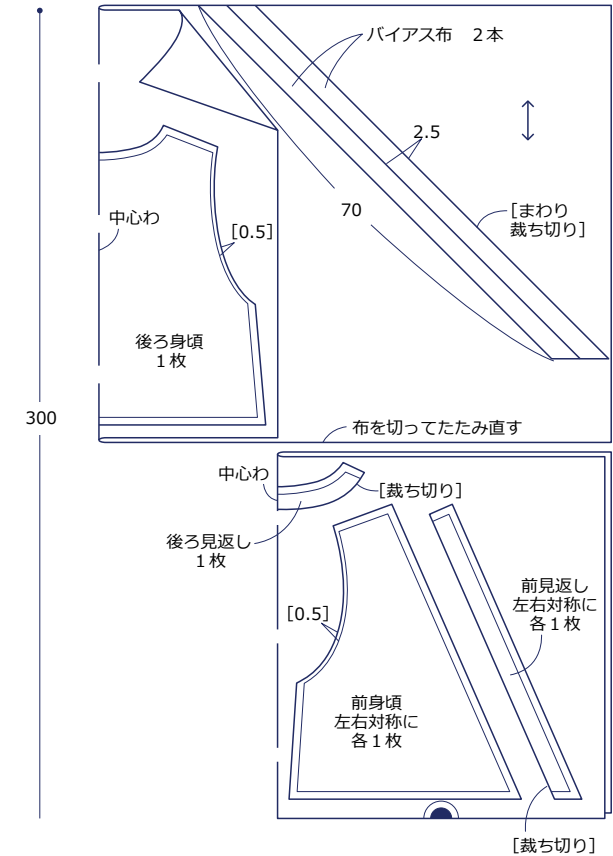 バイアス布　2本
2.5
70
[まわり
裁ち切り]
中心わ
[0.5]
後ろ身頃
1枚
300
布を切ってたたみ直す
中心わ
[裁ち切り]
後ろ見返し
1枚
前見返し
左右対称に
各1枚
[0.5]
前身頃
左右対称に
各1枚
[裁ち切り]